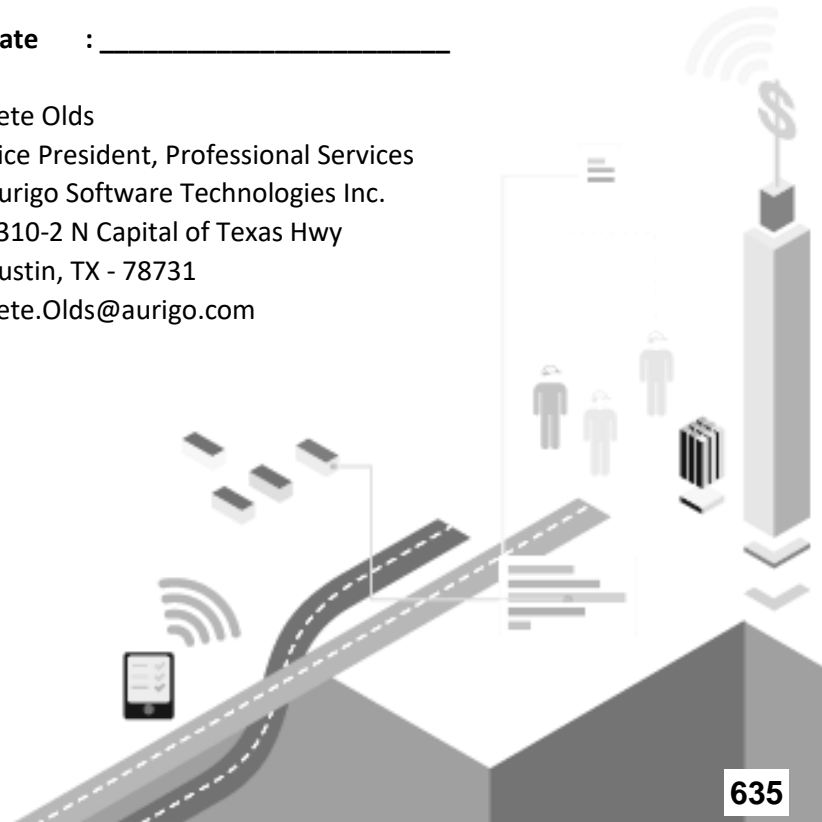 ate : _________________________
ete Olds
ice President, Professional Services
urigo Software Technologies Inc.
310-2 N Capital of Texas Hwy
ustin, TX - 78731
ete.Olds@aurigo.com
$
635